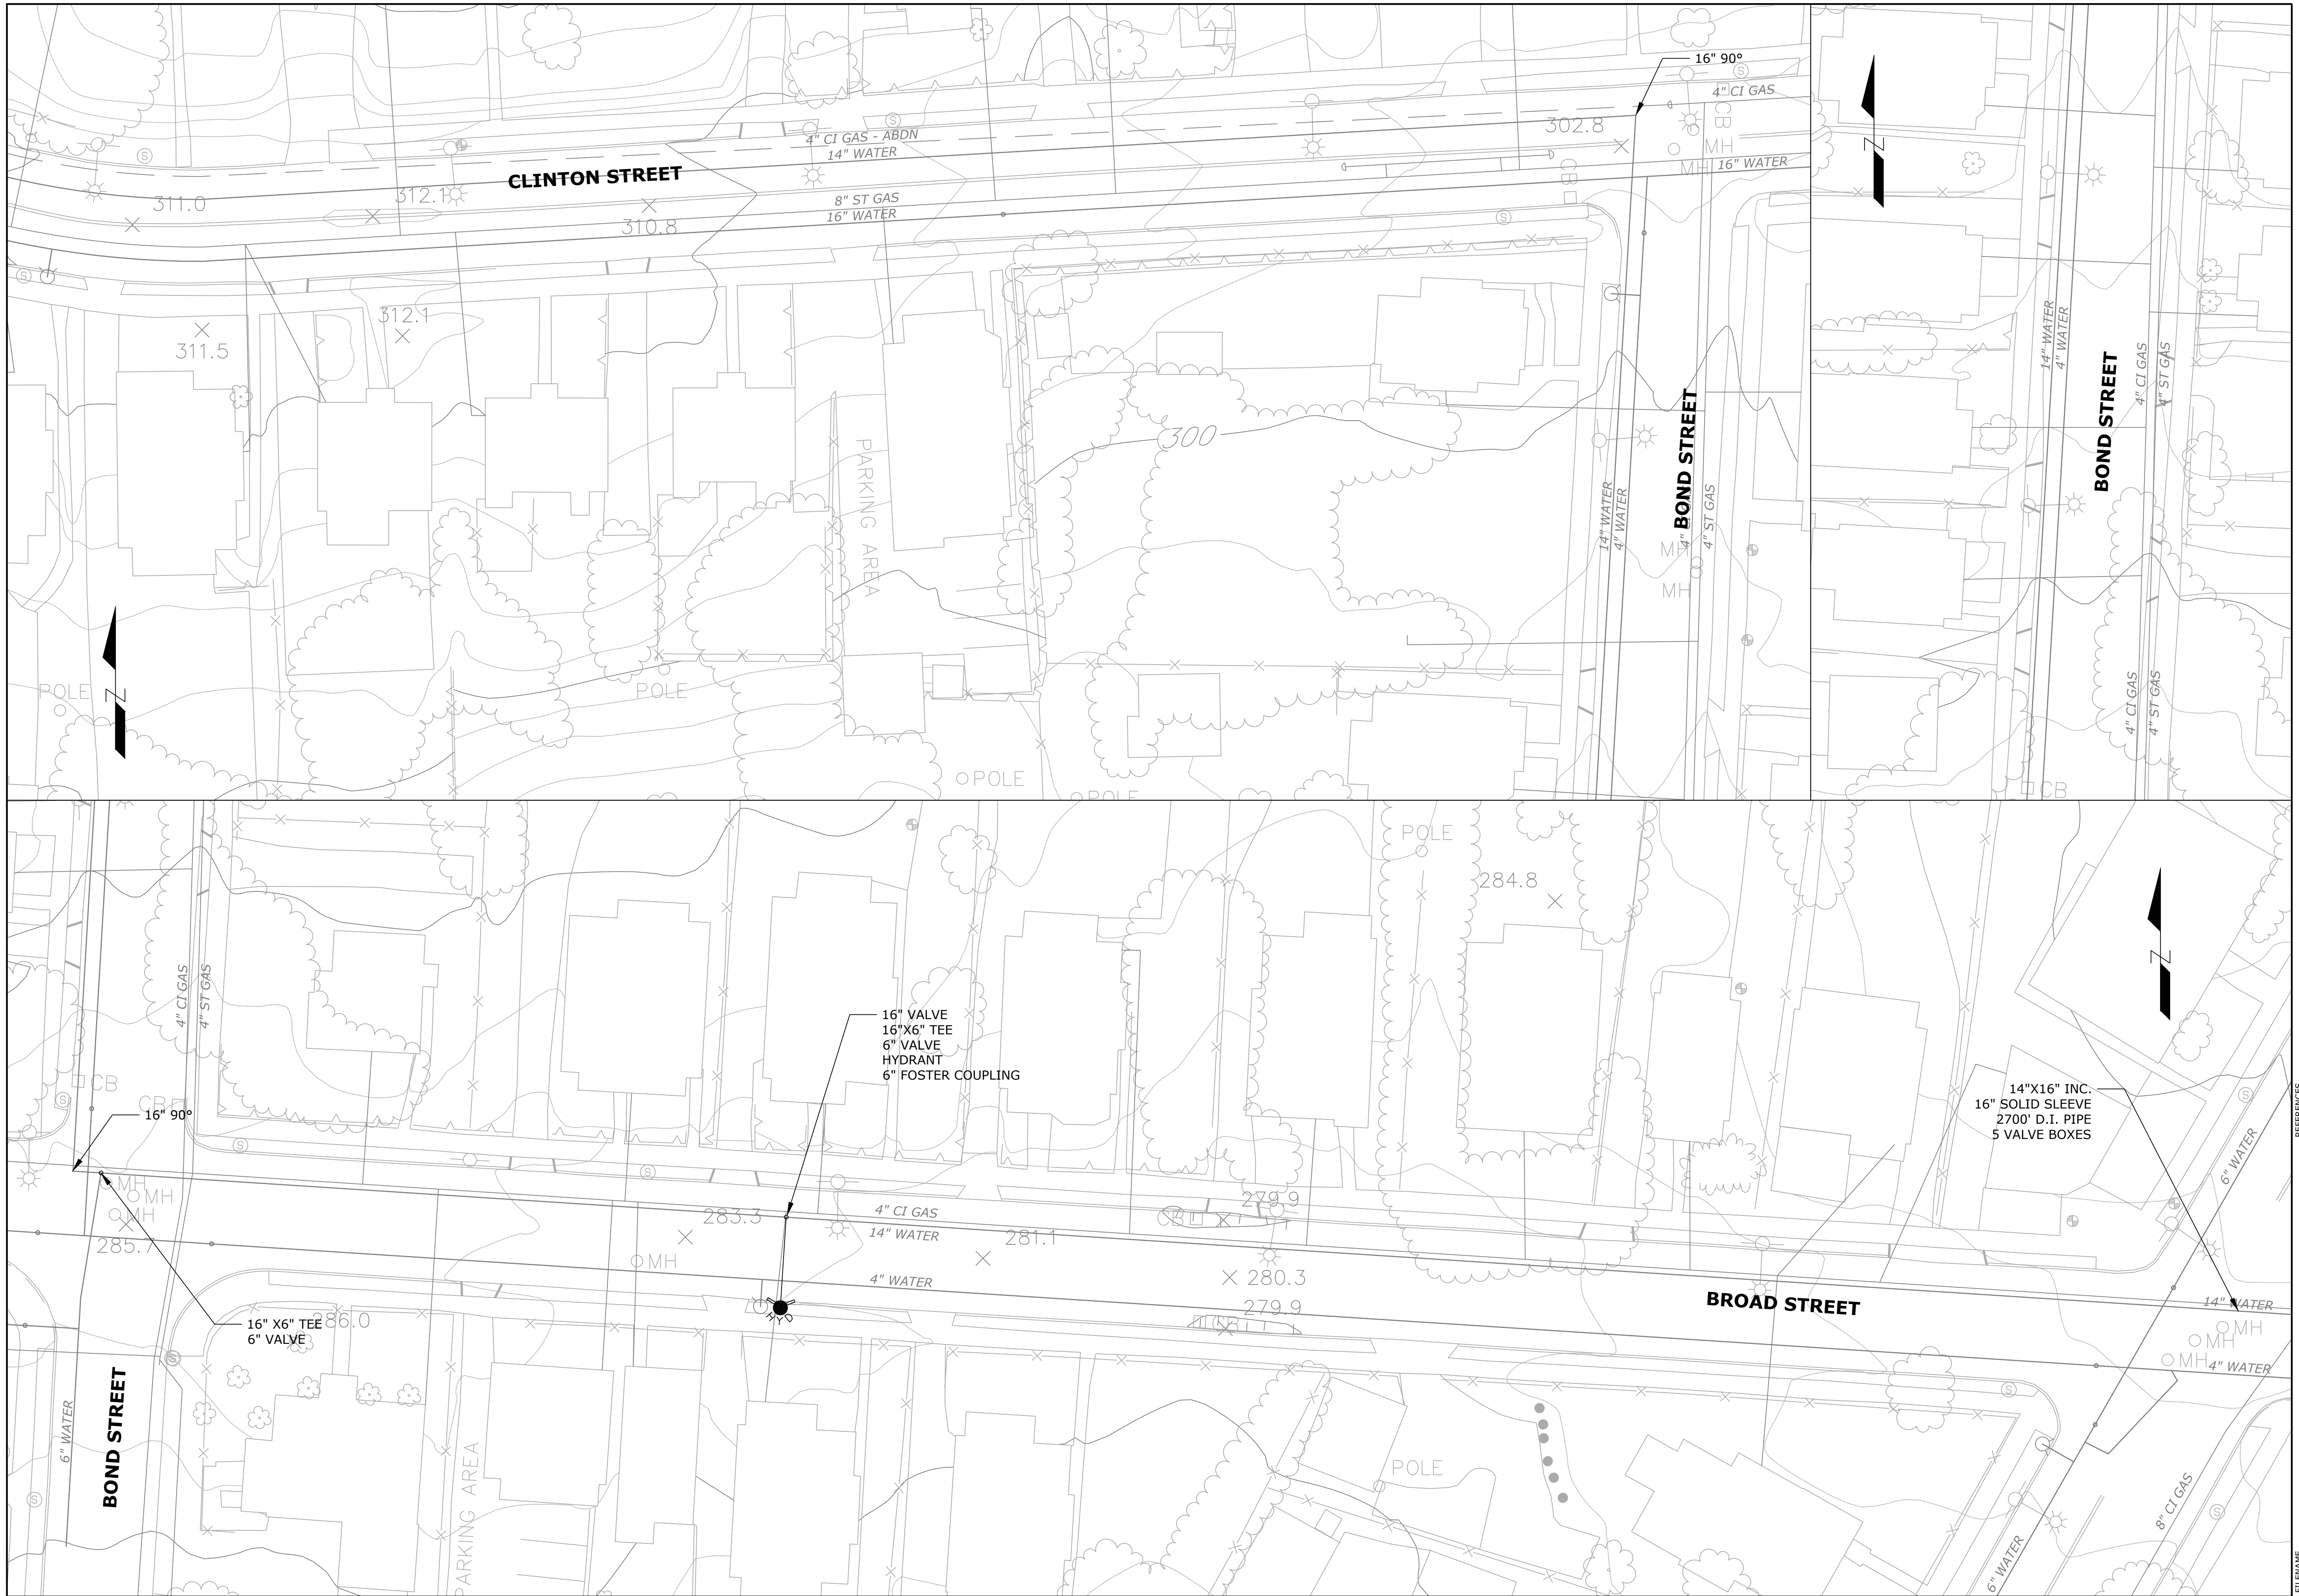 16" 90°
4" CI GAS
302.8
CB
MH
MH
4" CI GAS - ABDN
14" WATER
16" WATER
CLINTON STREET
CB
311.0
312.1
8" ST GAS
16" WATER
310.8
312.1
311.5
300
PARKING AREA
14" WATER
4" WATER
BOND STREET
4" ST GAS
MH
MH
N
POLE
POLE
POLE
POLE
N
14" WATER
4" WATER
BOND STREET
4" CI GAS
4" ST GAS
4" CI GAS
4" ST GAS
CB
POLE
284.8
N
4" CI GAS
4" ST GAS
16" VALVE
16"X6" TEE
6" VALVE
HYDRANT
6" FOSTER COUPLING
CB
CB
16" 90°
14"X16" INC.
16" SOLID SLEEVE
2700' D.I. PIPE
5 VALVE BOXES
6" WATER
MH
MH
MH
285.7
283.3
4" CI GAS
14" WATER
281.1
279.9
CB
MH
4" WATER
280.3
279.9
CB
BROAD STREET
14" WATER
MH
MH
MH
4" WATER
HYD
16" X6" TEE
6" VALVE
286.0
BOND STREET
6" WATER
PARKING AREA
POLE
8" CI GAS
6" WATER
REFERENCES
FILENAME